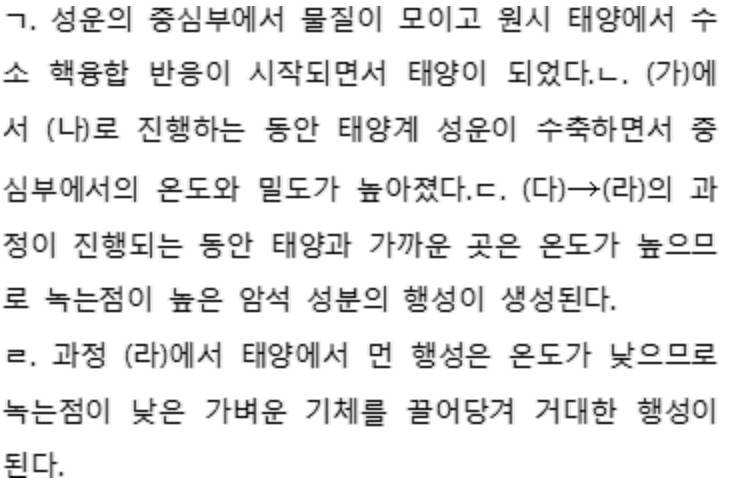 ㄱ. 성운의 중심부에서 물질이 모이고 원시 태양에서 수
소 핵융합 반응이 시작되면서 태양이 되었다.ㄴ. (가)에
서 (나)로 진행하는 동안 태양계 성운이 수축하면서 중
심부에서의 온도와 밀도가 높아졌다.ㄷ. (다)→(라)의 과
정이 진행되는 동안 태양과 가까운 곳은 온도가 높으므
로 녹는점이 높은 암석 성분의 행성이 생성된다.
ㄹ. 과정 (라)에서 태양에서 먼 행성은 온도가 낮으므로
녹는점이 낮은 가벼운 기체를 끌어당겨 거대한 행성이
된다.